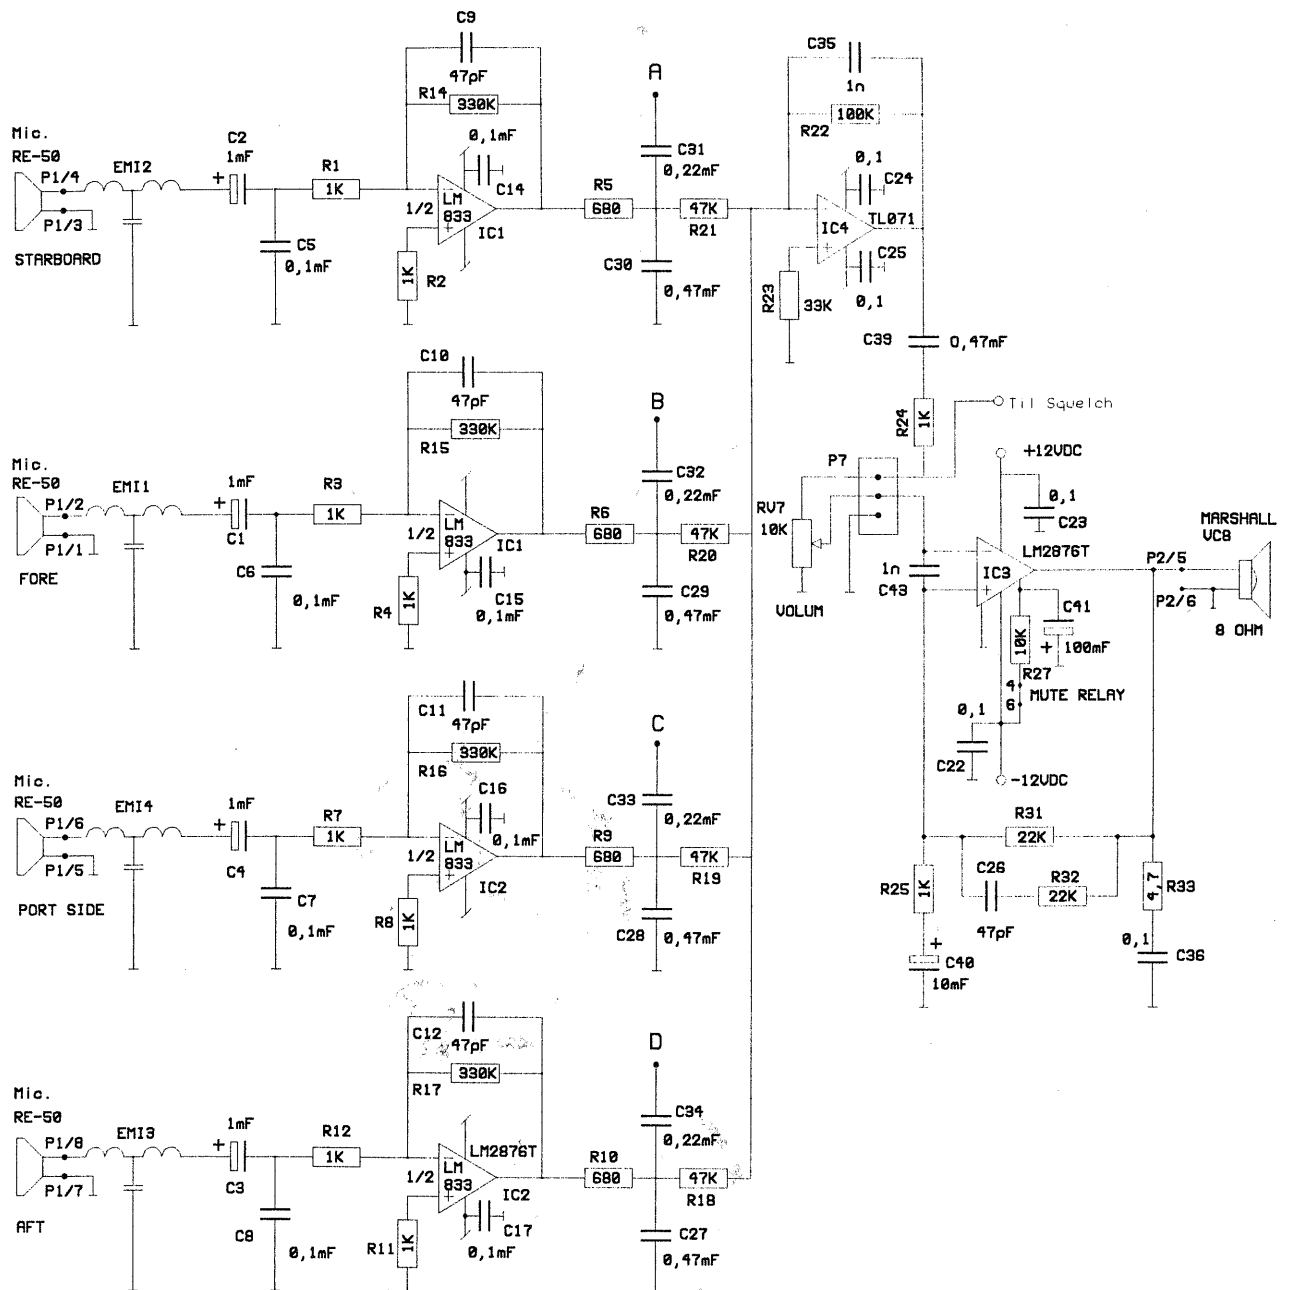 C9
47pF
R14
330K
0,1mF
C14
Mic.
RE-50
P1/4
P1/3
STARBOARD
EMI2
C2
1mF
+
R1
1K
C5
0,1mF
1/2
LM
833
+
IC1
R2
1K
R5
680
A
C31
0,22mF
47K
R21
C30
0,47mF
C35
1n
100K
R22
0,1
C24
TL071
IC4
+
C25
0,1
R23
33K
C39
0,47mF
C10
47pF
R15
330K
Mic.
RE-50
P1/2
P1/1
FORE
EMI1
1mF
+
C1
R3
1K
C6
0,1mF
1/2
LM
833
+
IC1
C15
0,1mF
R4
1K
R6
680
B
C32
0,22mF
47K
R20
C29
0,47mF
R24
1K
Til Squelch
P7
RV7
10K
VOLUM
+12VDC
0,1
C23
LM2876T
IC3
+
1n
C43
MARSHALL
VC8
P2/5
P2/6
8 OHM
C41
+
100mF
10K
R27
4
MUTE RELAY
6
0,1
C22
-12VDC
C11
47pF
R16
330K
C16
0,1mF
Mic.
RE-50
P1/6
P1/5
PORT SIDE
EMI4
1mF
+
C4
R7
1K
C7
0,1mF
1/2
LM
833
+
IC2
R8
1K
R9
680
C
C33
0,22mF
47K
R19
C28
0,47mF
R31
22K
C26
47pF
R32
22K
R25
1K
+
C40
10mF
4,7
R33
0,1
C36
C12
47pF
R17
330K
Mic.
RE-50
P1/8
P1/7
AFT
EMI3
1mF
+
C3
R12
1K
C8
0,1mF
1/2
LM
833
+
LM2876T
IC2
C17
0,1mF
R11
1K
R10
680
D
C34
0,22mF
47K
R18
C27
0,47mF